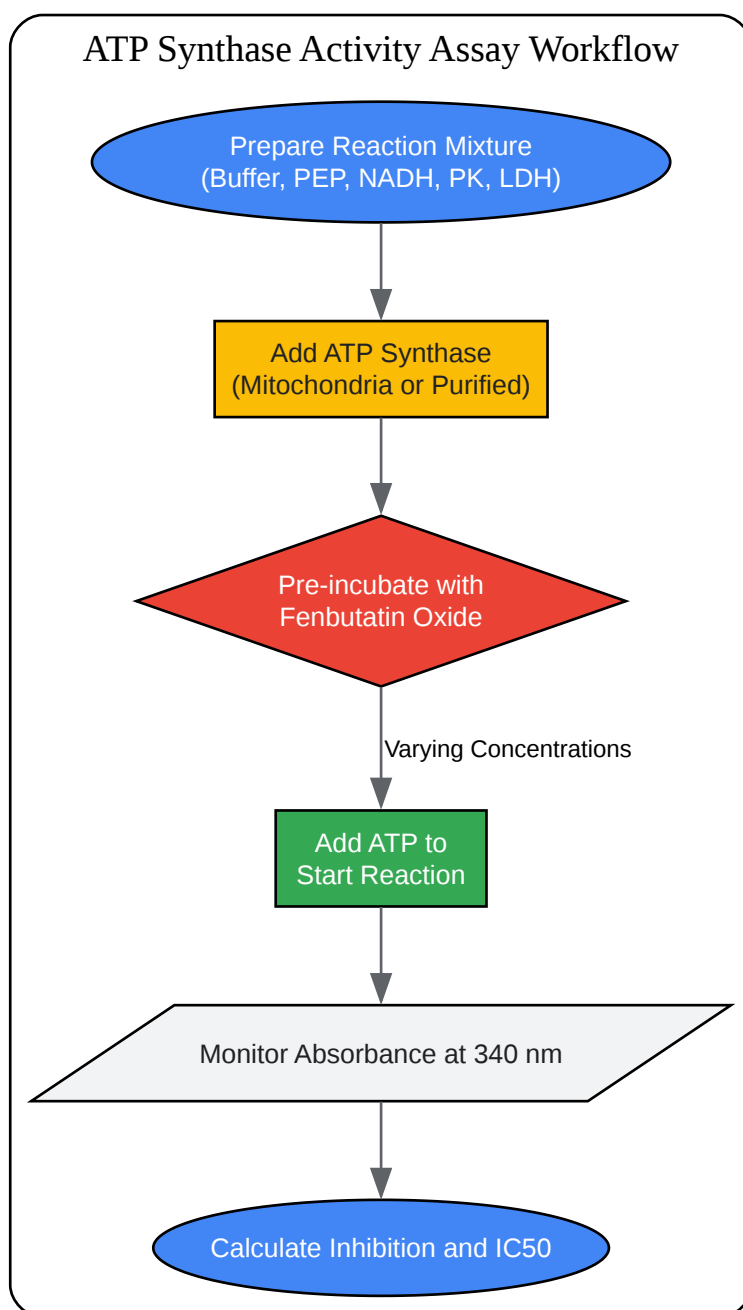 ATP Synthase Activity Assay Workflow
Prepare Reaction Mixture
(Buffer, PEP, NADH, PK, LDH)
Add ATP Synthase
(Mitochondria or Purified)
Pre-incubate with
Fenbutatin Oxide
Varying Concentrations
Add ATP to
Start Reaction
Monitor Absorbance at 340 nm
Calculate Inhibition and IC50